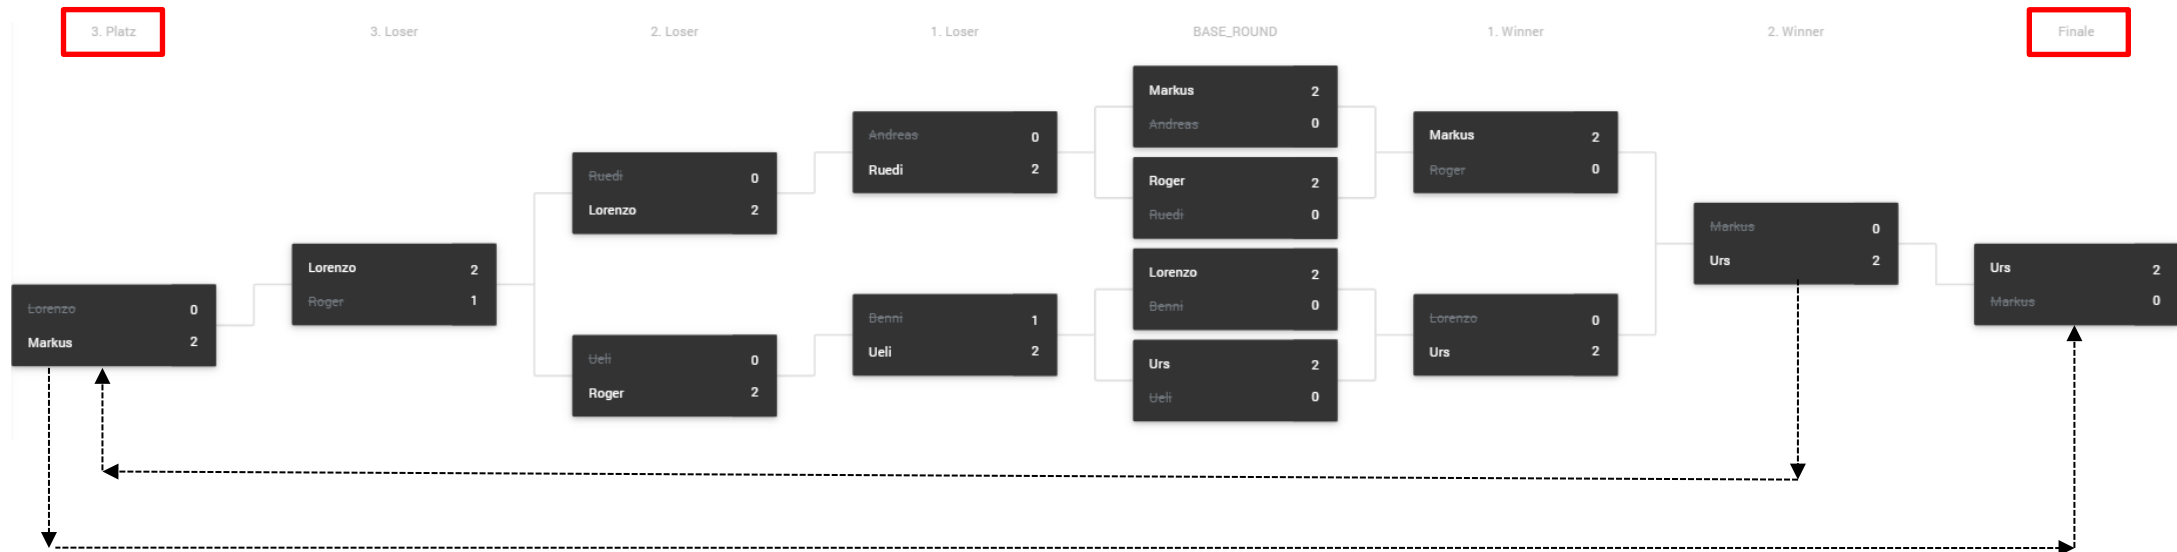 3. Platz 3. Loser 2. Loser 1. Loser BASE_ROUND 1. Winner 2. Winner Finale
Lorenzo 0
Markus 2
Lorenzo 2
Roger 1
Ruedi 0
Lorenzo 2
Ueli 0
Roger 2
Andreas 0
Ruedi 2
Benni 1
Ueli 2
Markus 2
Andreas 0
Roger 2
Ruedi 0
Lorenzo 2
Benni 0
Urs 2
Ueli 0
Markus 2
Roger 0
Lorenzo 0
Urs 2
Markus 0
Urs 2
Urs 2
Markus 0